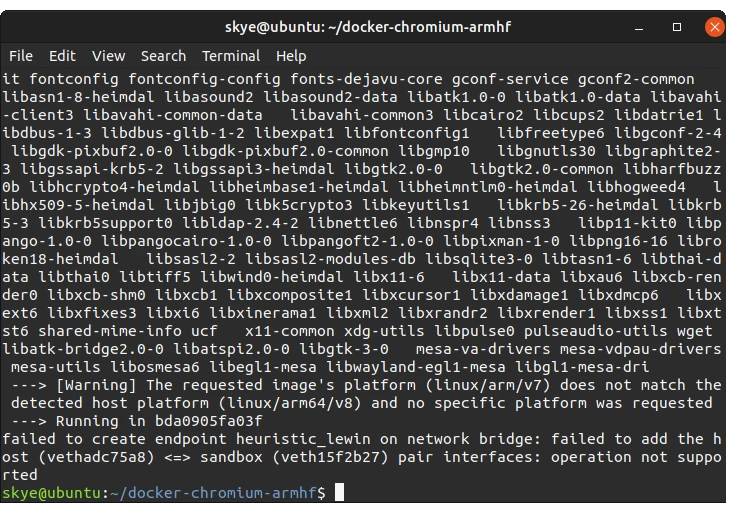 skye@ubuntu: ~/docker-chromium-armhf
File Edit View Search Terminal Help
it fontconfig fontconfig-config fonts-dejavu-core gconf-service gconf2-common
libasn1-8-heimdal libasound2 libasound2-data libatk1.0-0 libatk1.0-data libavahi
-client3 libavahi-common-data   libavahi-common3 libcairo2 libcups2 libdatrie1 l
ibdbus-1-3 libdbus-glib-1-2 libexpat1 libfontconfig1   libfreetype6 libgconf-2-4
 libgdk-pixbuf2.0-0 libgdk-pixbuf2.0-common libgmp10   libgnutls30 libgraphite2-
3 libgssapi-krb5-2 libgssapi3-heimdal libgtk2.0-0   libgtk2.0-common libharfbuzz
0b libhcrypto4-heimdal libheimbase1-heimdal libheimntlm0-heimdal libhogweed4   l
ibhx509-5-heimdal libjbig0 libk5crypto3 libkeyutils1   libkrb5-26-heimdal libkrb
5-3 libkrb5support0 libldap-2.4-2 libnettle6 libnspr4 libnss3   libp11-kit0 libp
ango-1.0-0 libpangocairo-1.0-0 libpangoft2-1.0-0 libpixman-1-0 libpng16-16 libro
ken18-heimdal   libsasl2-2 libsasl2-modules-db libsqlite3-0 libtasn1-6 libthai-d
ata libthai0 libtiff5 libwind0-heimdal libx11-6   libx11-data libxau6 libxcb-ren
der0 libxcb-shm0 libxcb1 libxcomposite1 libxcursor1 libxdamage1 libxdmcp6   libx
ext6 libxfixes3 libxi6 libxinerama1 libxml2 libxrandr2 libxrender1 libxss1 libxt
st6 shared-mime-info ucf   x11-common xdg-utils libpulse0 pulseaudio-utils wget
libatk-bridge2.0-0 libatspi2.0-0 libgtk-3-0   mesa-va-drivers mesa-vdpau-drivers
 mesa-utils libosmesa6 libegl1-mesa libwayland-egl1-mesa libgl1-mesa-dri
 ---> [Warning] The requested image's platform (linux/arm/v7) does not match the
 detected host platform (linux/arm64/v8) and no specific platform was requested
 ---> Running in bda0905fa03f
failed to create endpoint heuristic_lewin on network bridge: failed to add the h
ost (vethadc75a8) <=> sandbox (veth15f2b27) pair interfaces: operation not suppo
rted
skye@ubuntu:~/docker-chromium-armhf$